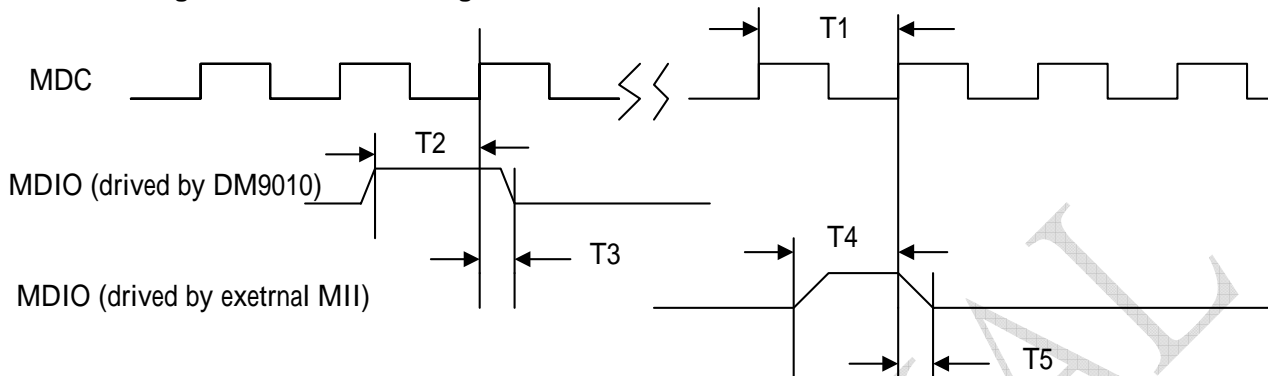 T1
MDC
T2
MDIO (drived by DM9010)
T4
T3
MDIO (drived by exetrnal MII)
T5